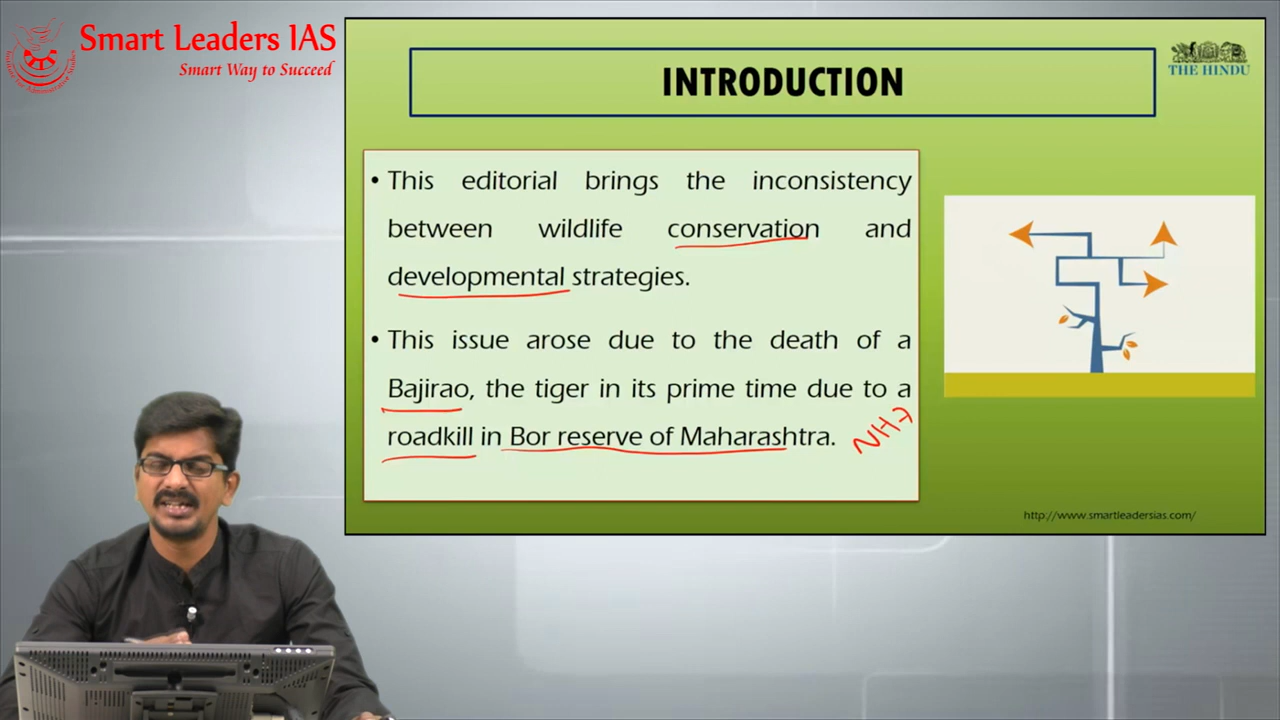 Smart Leaders IAS
Smart Way to Succeed
INTRODUCTION
THE HINDU
• This editorial brings the inconsistency
between wildlife conservation and
developmental strategies.
• This issue arose due to the death of a
Bajirao, the tiger in its prime time due to a
roadkill in Bor reserve of Maharashtra.
NH7
http://www.smartleadersias.com/